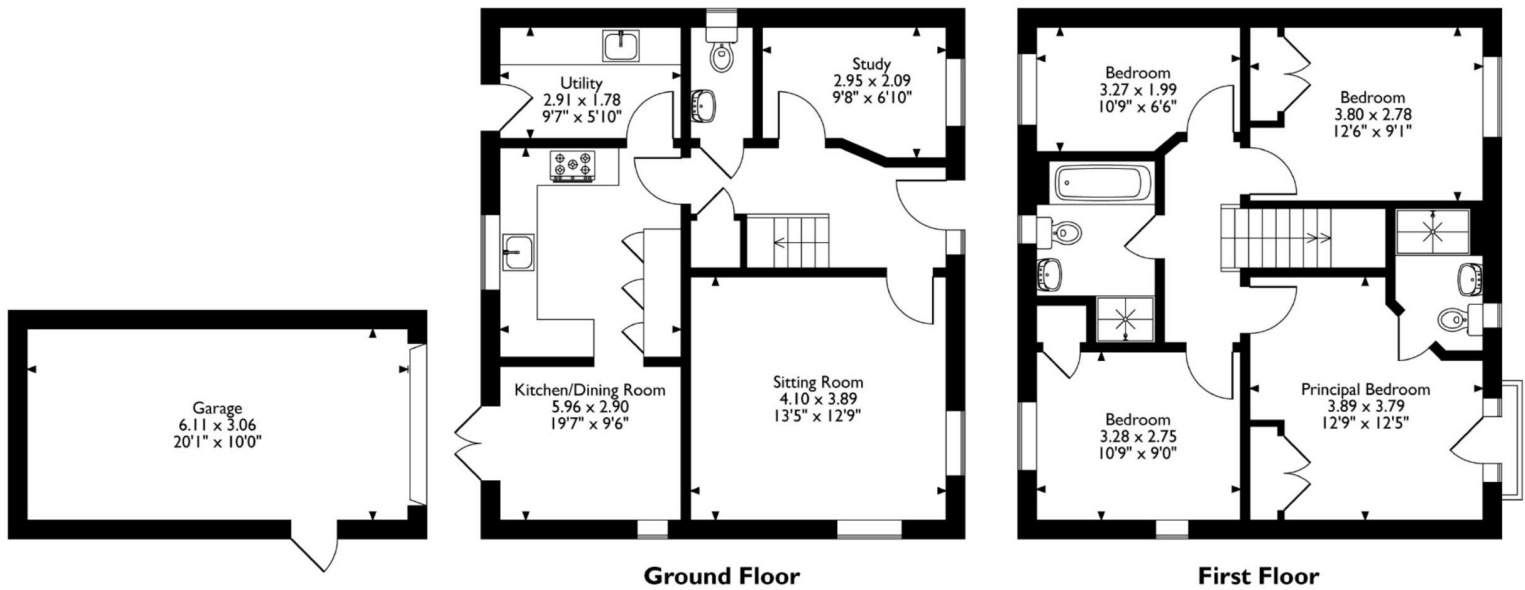 Utility
2.91 x 1.78
9'7" x 5'10"
Study
2.95 x 2.09
9'8" x 6'10"
Kitchen/Dining Room
5.96 x 2.90
19'7" x 9'6"
Sitting Room
4.10 x 3.89
13'5" x 12'9"
Garage
6.11 x 3.06
20'1" x 10'0"
Ground Floor
Bedroom
3.27 x 1.99
10'9" x 6'6"
Bedroom
3.80 x 2.78
12'6" x 9'1"
Bedroom
3.28 x 2.75
10'9" x 9'0"
Principal Bedroom
3.89 x 3.79
12'9" x 12'5"
First Floor